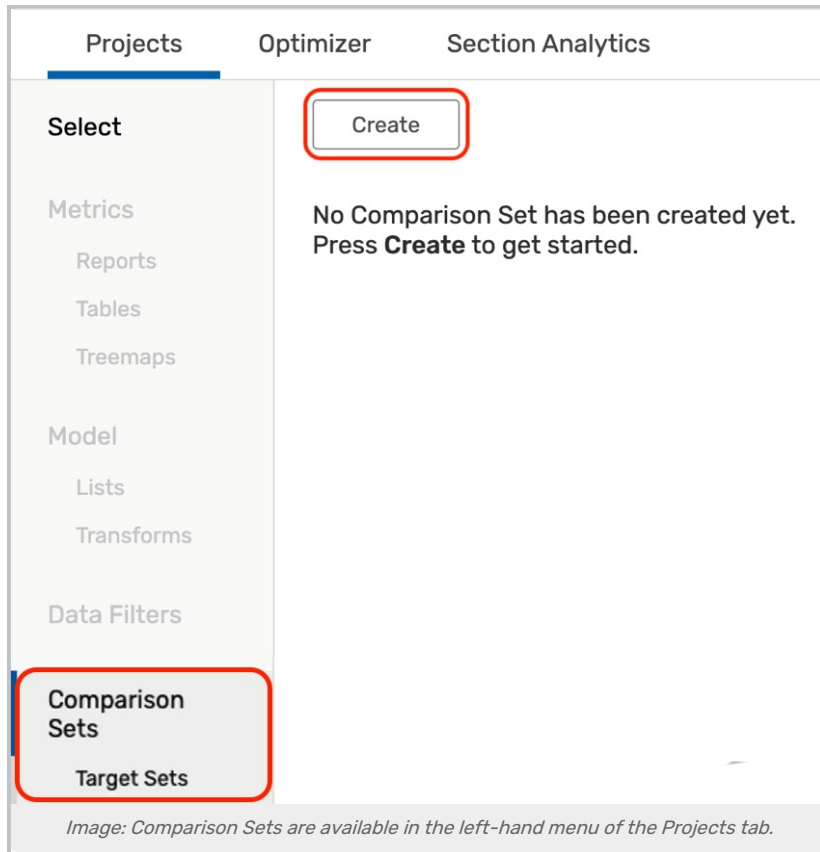 Projects Optimizer Section Analytics
Select
Metrics
Reports
Tables
Treemaps
Model
Lists
Transforms
Data Filters
Comparison
Sets
Target Sets
Create
No Comparison Set has been created yet.
Press Create to get started.
Image: Comparison Sets are available in the left-hand menu of the Projects tab.